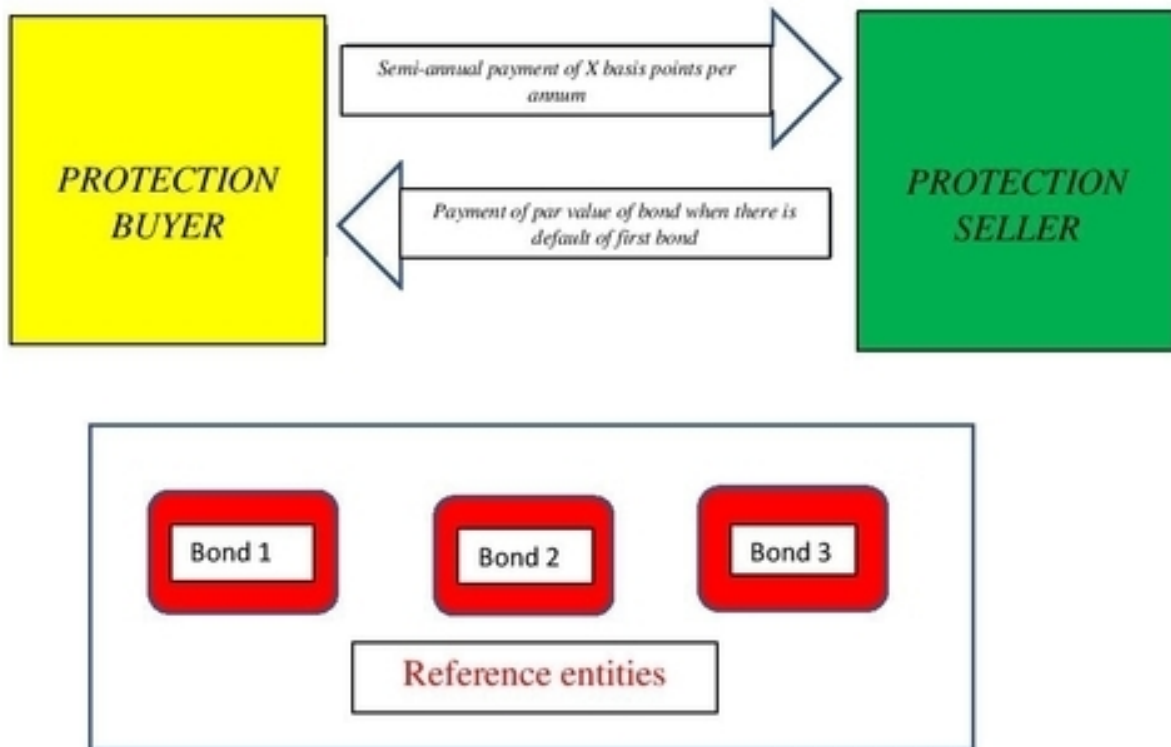 PROTECTION
BUYER
Semi-annual payment of X basis points per
annum
Payment of par value of bond when there is
default of first bond
PROTECTION
SELLER
Bond 1
Bond 2
Bond 3
Reference entities